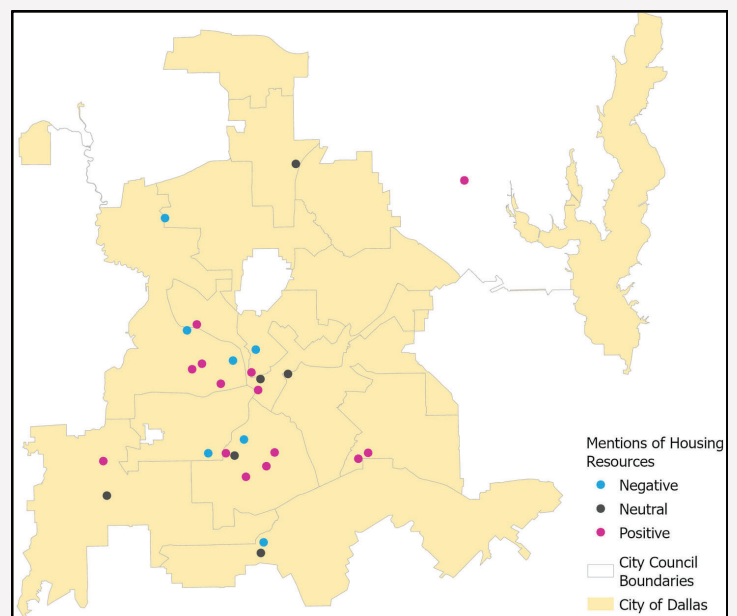 Mentions of Housing
Resources
Negative
Neutral
Positive
City Council
Boundaries
City of Dallas